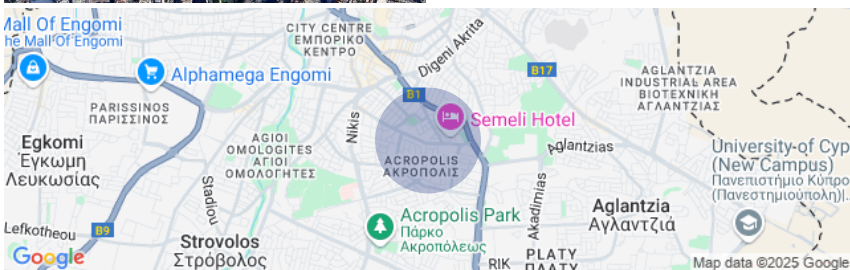 Mall Of Engomi
The Mall Of Engomi
Alphamega Engomi
CITY CENTRE
ΕΜΠΟΡΙΚΟ
ΚΕΝΤΡΟ
Digeni Akrita
B17
AGLANTZIA
INDUSTRIAL AREA
ΒΙΟΤΕΧΝΙΚΗ
ΑΓΛΑΝΤΖΙΑΣ
PARISSINOS
ΠΑΡΙΣΣΙΝΟΣ
B1
Semeli Hotel
Nikis
Egkomi
Έγκωμη
Λευκωσίας
AGIOI
OMOLOGITES
ΑΓΙΟΙ
ΟΜΟΛΟΓΗΤΕΣ
ACROPOLIS
ΑΚΡΟΠΟΛΙΣ
Aglantzias
University of Cyp
(New Campus)
Πανεπιστήμιο Κύπρο
(Πανεπιστημιούπολη)|...
Stadiou
Akadimias
Aglantzia
Αγλαντζιά
Acropolis Park
Πάρκο
Ακροπόλεως
Lefkotheou
B9
Strovolos
Στρόβολος
RIK
PLATY
ΠΛΑΤΥ
Google
Map data ©2025 Google